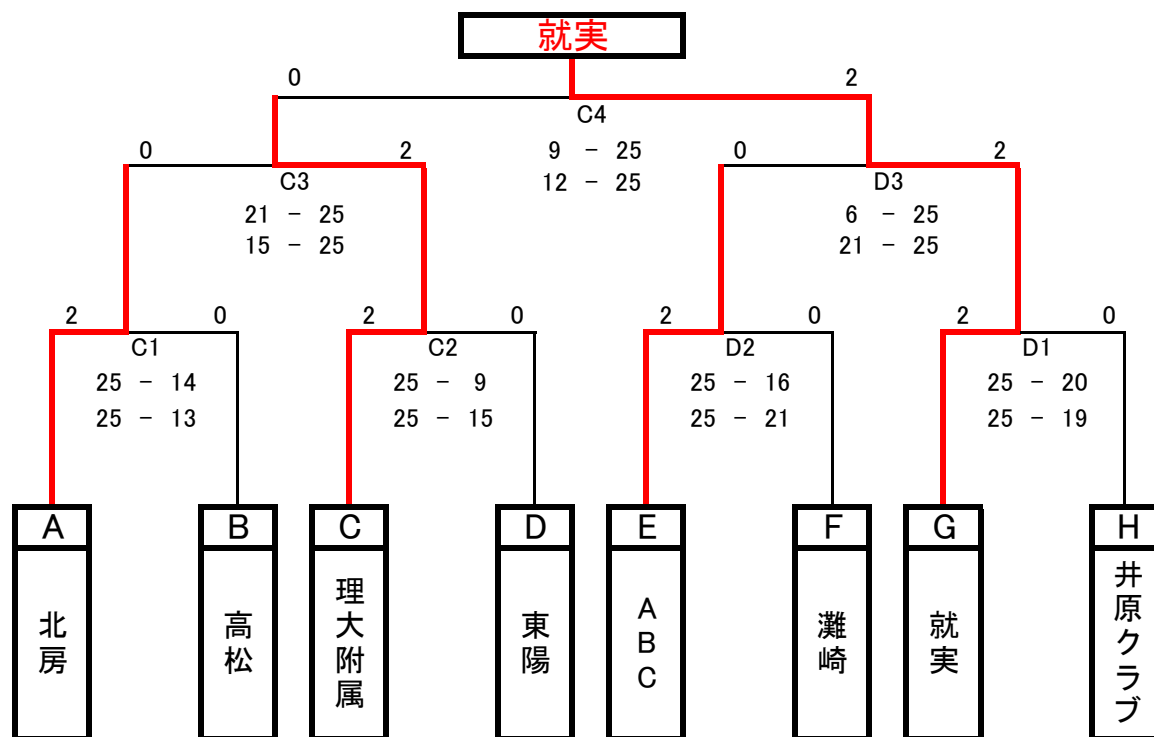 就実
0 2
C4
9 - 25
12 - 25
0 2
C3
21 - 25
15 - 25
0 2
D3
6 - 25
21 - 25
2 0
C1
25 - 14
25 - 13
2 0
C2
25 - 9
25 - 15
2 0
D2
25 - 16
25 - 21
2 0
D1
25 - 20
25 - 19
A
北房
B
高松
C
理大附属
D
東陽
E
ABC
F
灘崎
G
就実
H
井原クラブ